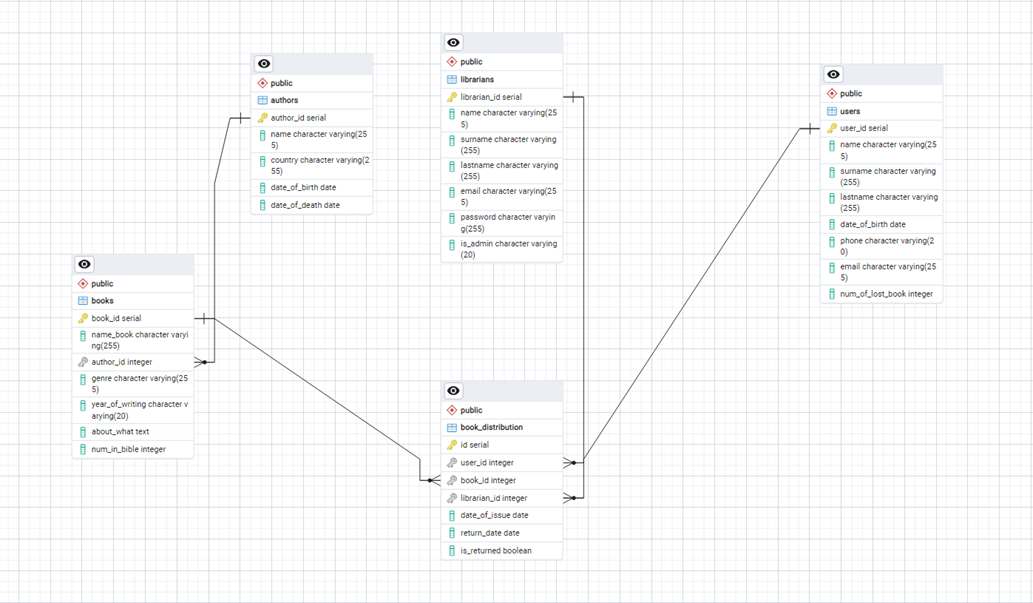 public
authors
author_id serial
name character varying(25
5)
country character varying(2
55)
date_of_birth date
date_of_death date
public
librarians
librarian_id serial
name character varying(25
5)
surname character varying
(255)
lastname character varying
(255)
email character varying(25
5)
password character varyin
g(255)
is_admin character varying
(20)
public
users
user_id serial
name character varying(25
5)
surname character varying
(255)
lastname character varying
(255)
date_of_birth date
phone character varying(2
0)
email character varying(25
5)
num_of_lost_book integer
public
books
book_id serial
name_book character varyi
ng(255)
author_id integer
genre character varying(25
5)
year_of_writing character v
arying(20)
about_what text
num_in_bible integer
public
book_distribution
id serial
user_id integer
book_id integer
librarian_id integer
date_of_issue date
return_date date
is_returned boolean